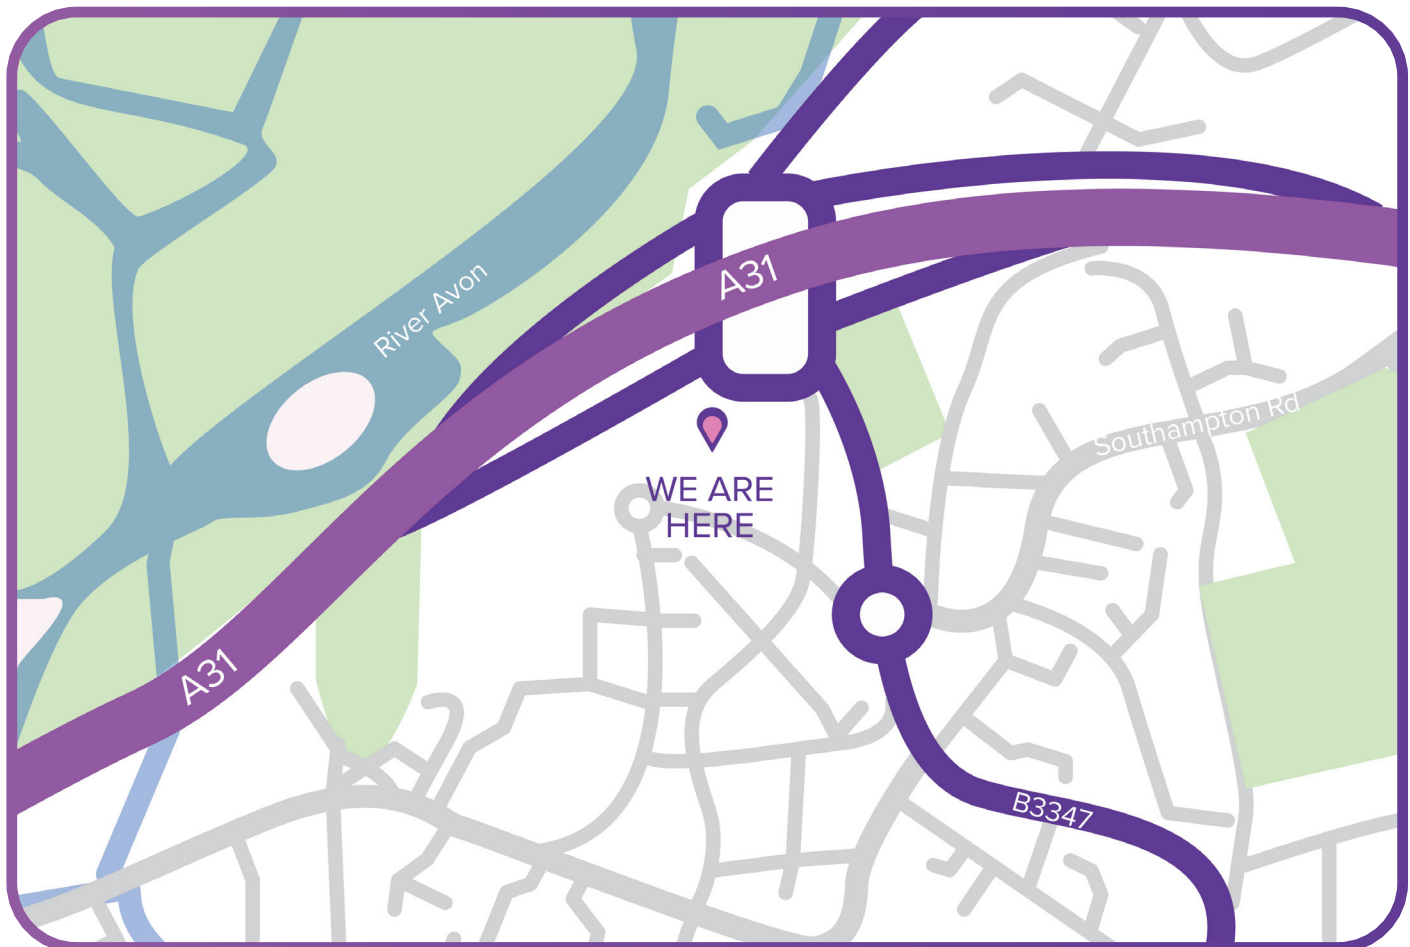 River Avon
A31
Southampton Rd
WE ARE
HERE
A31
B3347